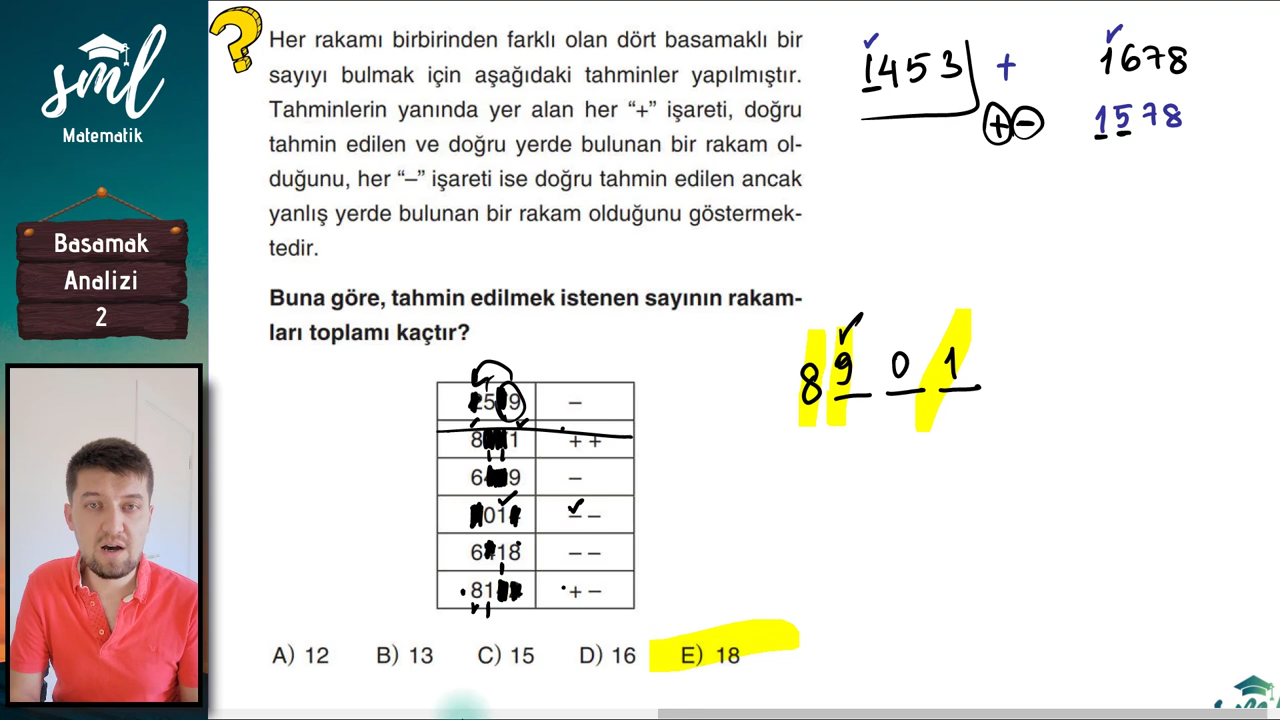 sml
Matematik
Basamak
Analizi
2
?
Her rakamı birbirinden farklı olan dört basamaklı bir
sayıyı bulmak için aşağıdaki tahminler yapılmıştır.
Tahminlerin yanında yer alan her “+” işareti, doğru
tahmin edilen ve doğru yerde bulunan bir rakam ol-
duğunu, her “–” işareti ise doğru tahmin edilen ancak
yanlış yerde bulunan bir rakam olduğunu göstermek-
tedir.
Buna göre, tahmin edilmek istenen sayının rakam-
ları toplamı kaçtır?
1453 + 1678
+ – 1578
8 9 0 1
–
+ +
–
– –
– –
+ –
A) 12 B) 13 C) 15 D) 16 E) 18